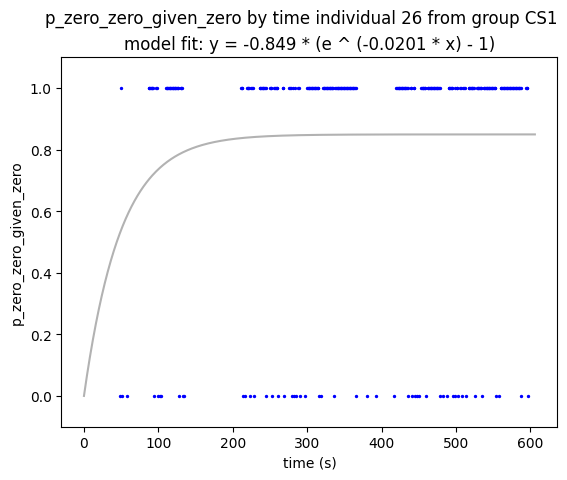 p_zero_zero_given_zero by time individual 26 from group CS1
model fit: y = -0.849 * (e ^ (-0.0201 * x) - 1)
1.0
0.8
0.6
0.4
0.2
0.0
p_zero_zero_given_zero
0 100 200 300 400 500 600
time (s)